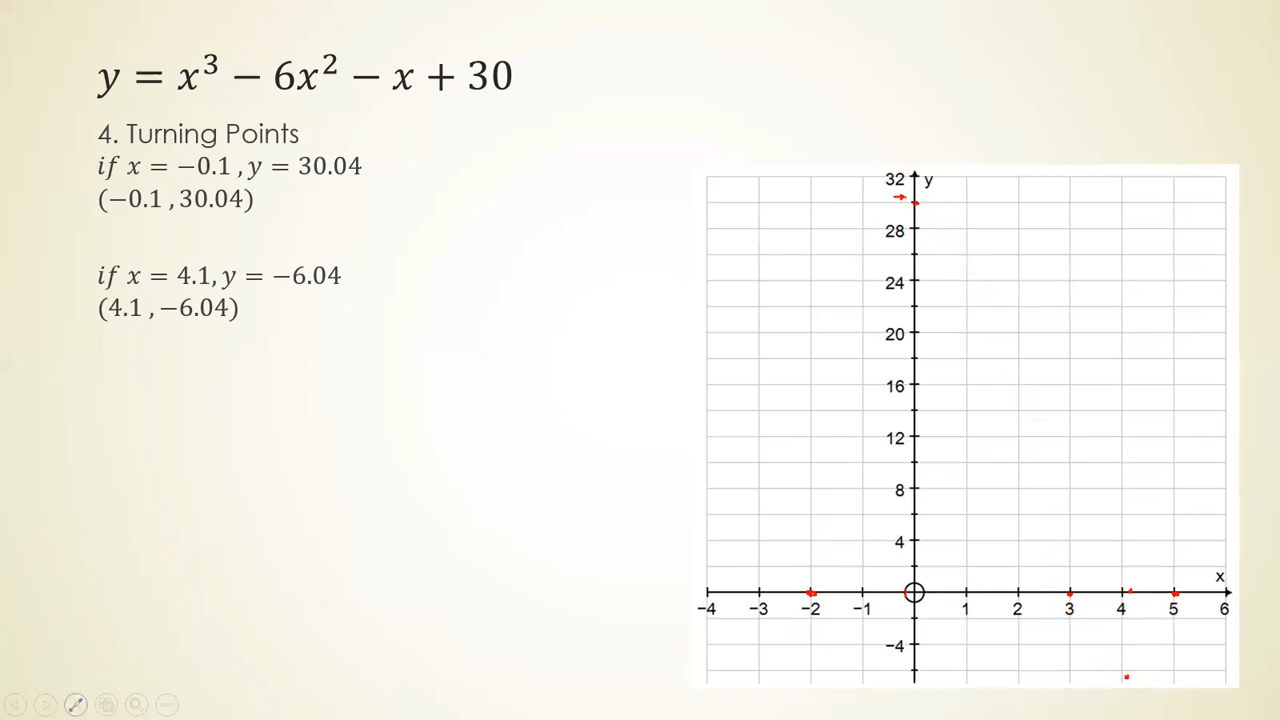 y = x³ − 6x² − x + 30
4. Turning Points
if x = −0.1 , y = 30.04
(−0.1 , 30.04)
if x = 4.1, y = −6.04
(4.1 , −6.04)
32 y
28
24
20
16
12
8
4
x
−4 −3 −2 −1 1 2 3 4 5 6
−4